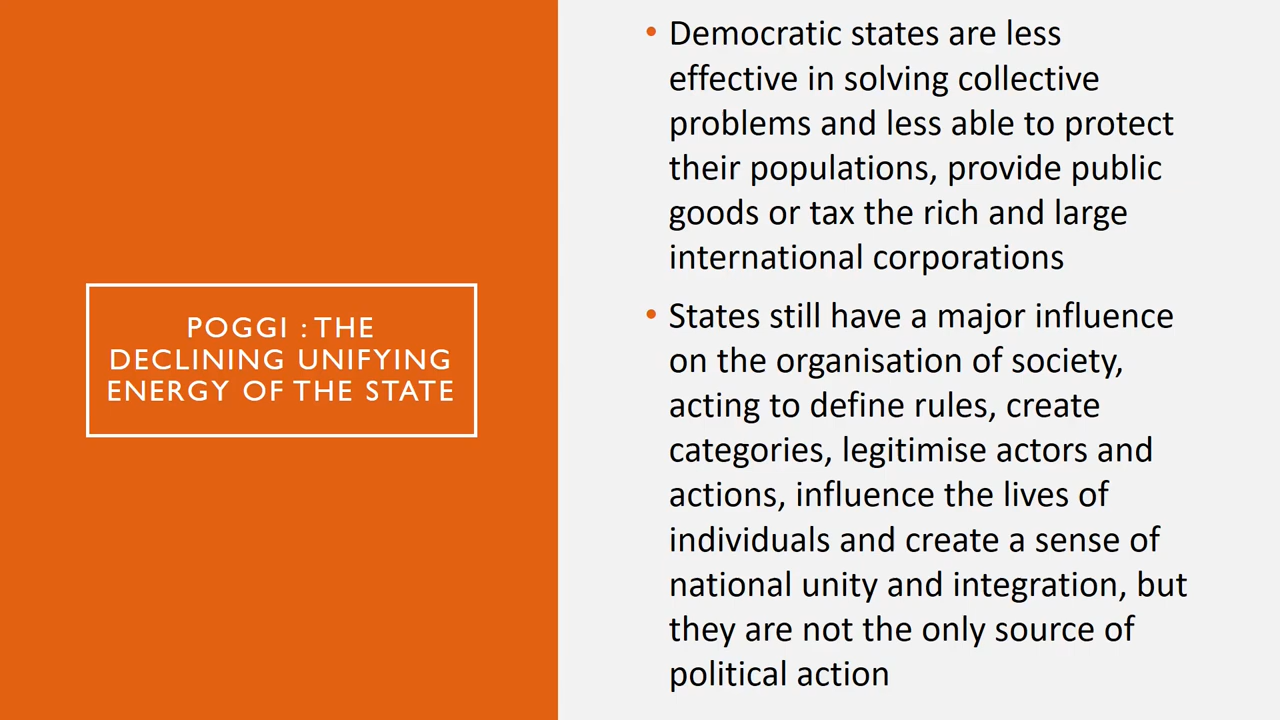 POGGI : THE
DECLINING UNIFYING
ENERGY OF THE STATE
• Democratic states are less
effective in solving collective
problems and less able to protect
their populations, provide public
goods or tax the rich and large
international corporations
• States still have a major influence
on the organisation of society,
acting to define rules, create
categories, legitimise actors and
actions, influence the lives of
individuals and create a sense of
national unity and integration, but
they are not the only source of
political action